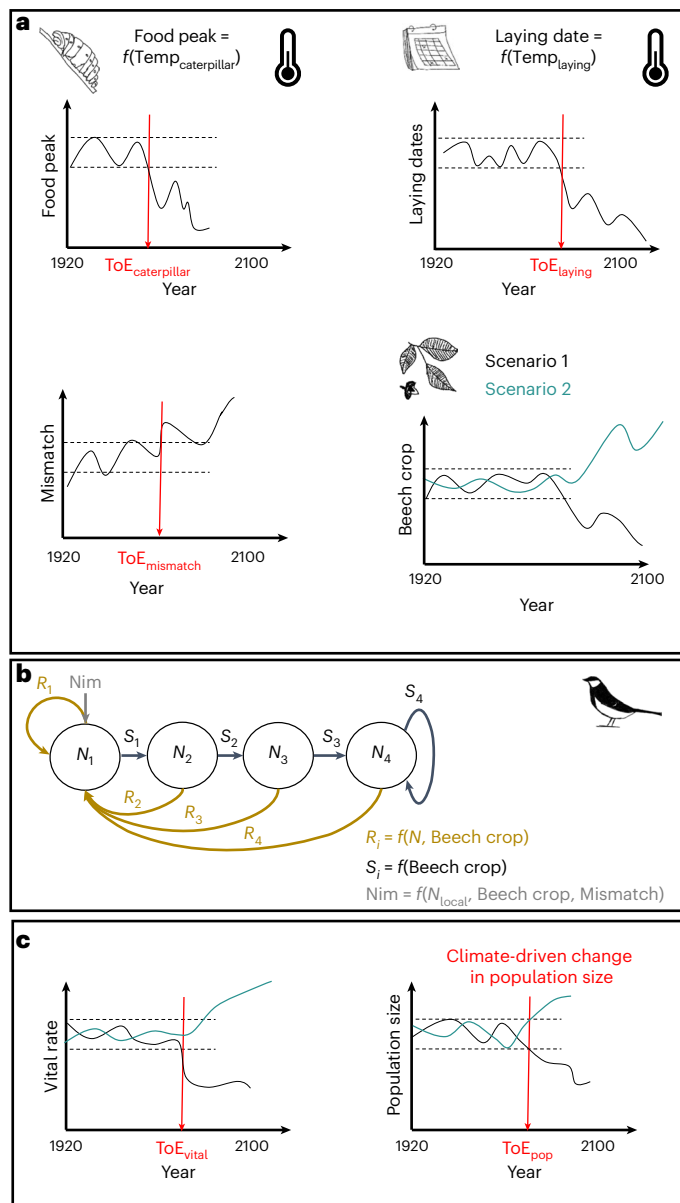 a
Food peak =
f(Temp_caterpillar)
Laying date =
f(Temp_laying)
Food peak
1920
ToE_caterpillar
2100
Year
Laying dates
1920
ToE_laying
2100
Year
Mismatch
1920
ToE_mismatch
2100
Year
Scenario 1
Scenario 2
Beech crop
1920
2100
Year
b
R_1
Nim
N_1
S_1
N_2
S_2
N_3
S_3
N_4
S_4
R_2
R_3
R_4
R_i = f(N, Beech crop)
S_i = f(Beech crop)
Nim = f(N_local, Beech crop, Mismatch)
c
Vital rate
1920
ToE_vital
2100
Year
Climate-driven change
in population size
Population size
1920
ToE_pop
2100
Year